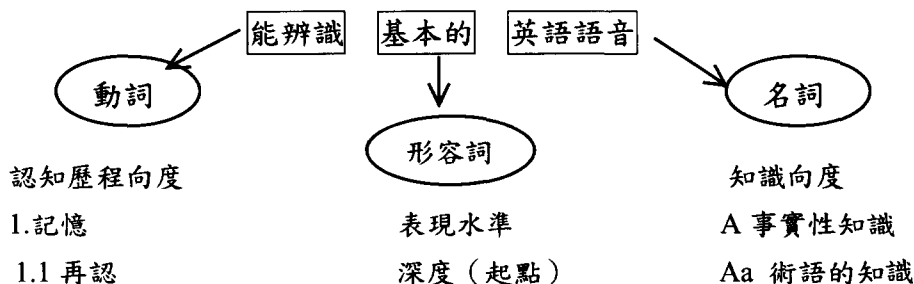 能辨識 基本的 英語語音
動詞 名詞
形容詞
認知歷程向度 知識向度
1.記憶 表現水準 A 事實性知識
1.1 再認 深度（起點） Aa 術語的知識